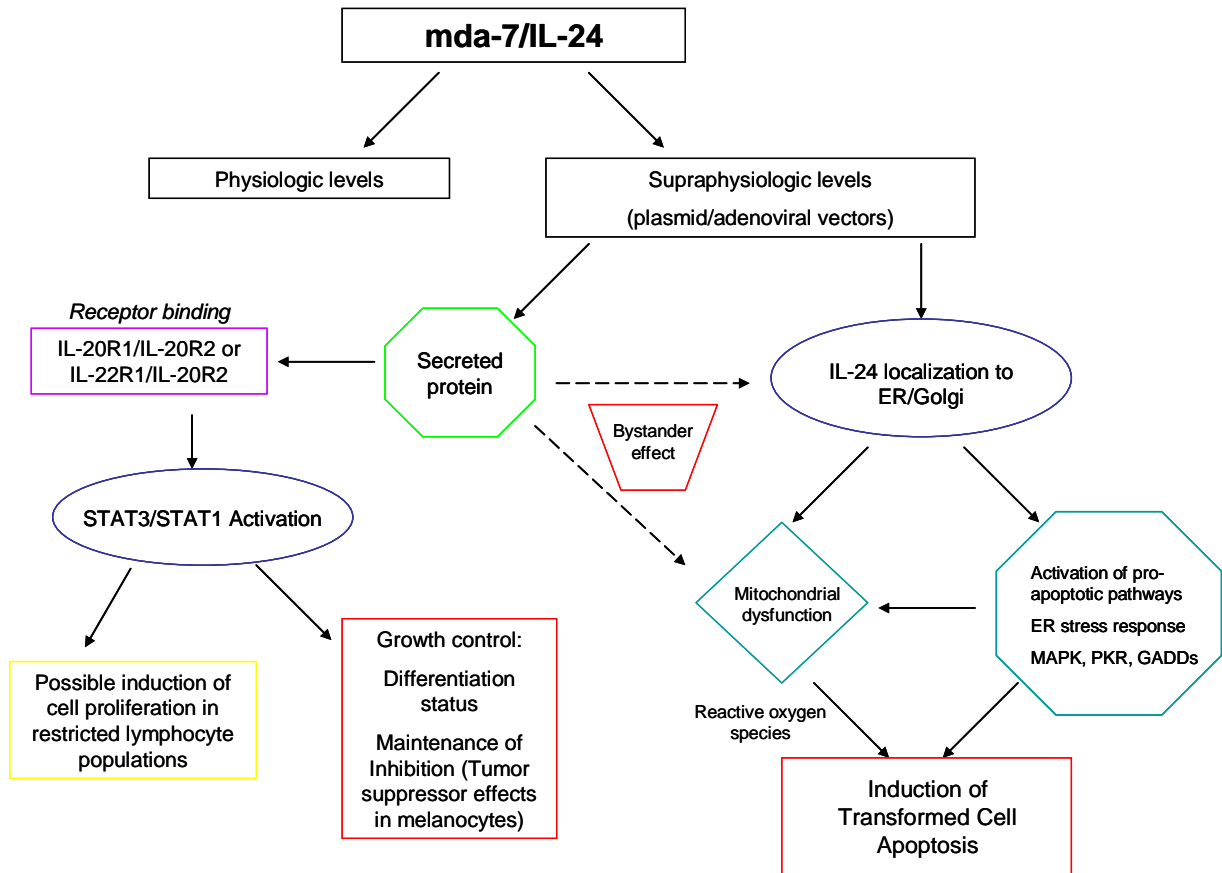 mda-7/IL-24
Physiologic levels
Supraphysiologic levels
(plasmid/adenoviral vectors)
Receptor binding
IL-20R1/IL-20R2 or
IL-22R1/IL-20R2
Secreted
protein
IL-24 localization to
ER/Golgi
Bystander
effect
STAT3/STAT1 Activation
Mitochondrial
dysfunction
Activation of pro-
apoptotic pathways
ER stress response
MAPK, PKR, GADDs
Possible induction of
cell proliferation in
restricted lymphocyte
populations
Growth control:
Differentiation
status
Maintenance of
Inhibition (Tumor
suppressor effects
in melanocytes)
Reactive oxygen
species
Induction of
Transformed Cell
Apoptosis